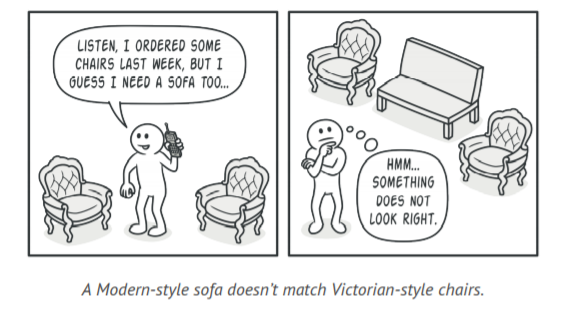 LISTEN, I ORDERED SOME
CHAIRS LAST WEEK, BUT I
GUESS I NEED A SOFA TOO...
HMM...
SOMETHING
DOES NOT
LOOK RIGHT.
A Modern-style sofa doesn't match Victorian-style chairs.